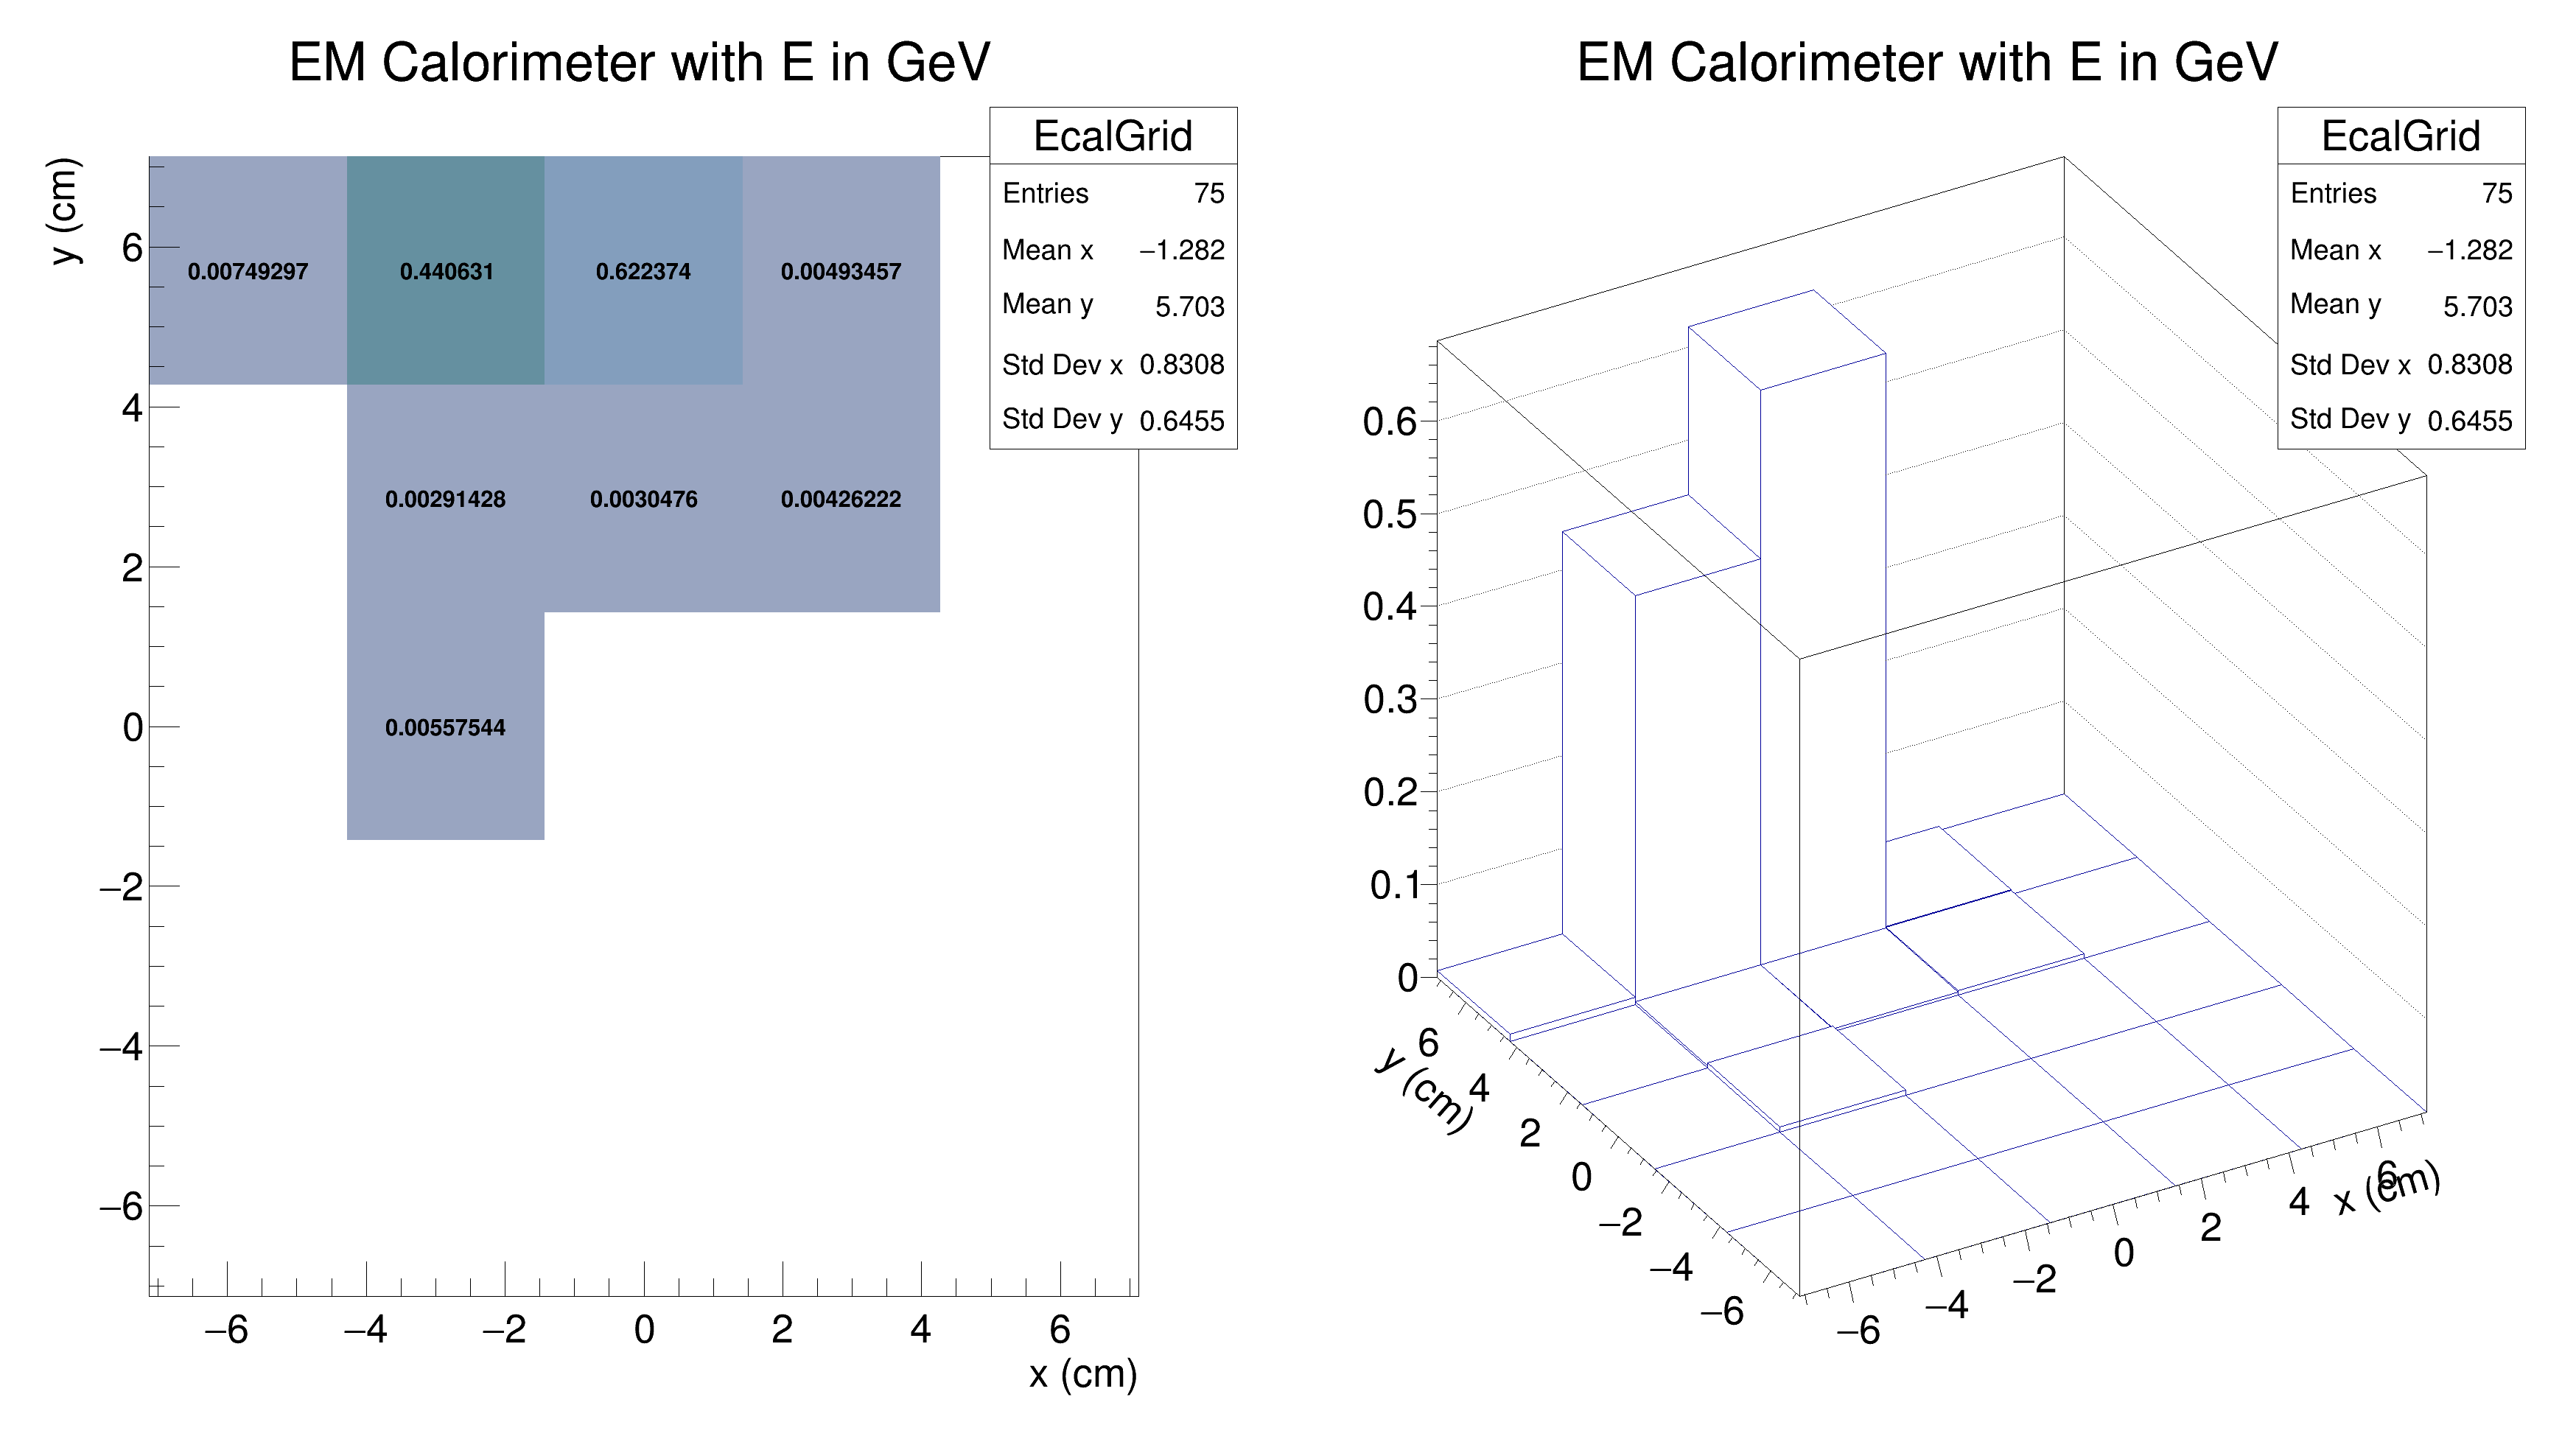 EM Calorimeter with E in GeV
EcalGrid
Entries 75
Mean x −1.282
Mean y 5.703
Std Dev x 0.8308
Std Dev y 0.6455
y (cm)
6
4
2
0
−2
−4
−6
0.00749297 0.440631 0.622374 0.00493457
0.00291428 0.0030476 0.00426222
0.00557544
−6 −4 −2 0 2 4 6
x (cm)
EM Calorimeter with E in GeV
EcalGrid
Entries 75
Mean x −1.282
Mean y 5.703
Std Dev x 0.8308
Std Dev y 0.6455
0.6
0.5
0.4
0.3
0.2
0.1
0
6
4
2
0
−2
−4
−6
y (cm)
−6 −4 −2 0 2 4 6
x (cm)